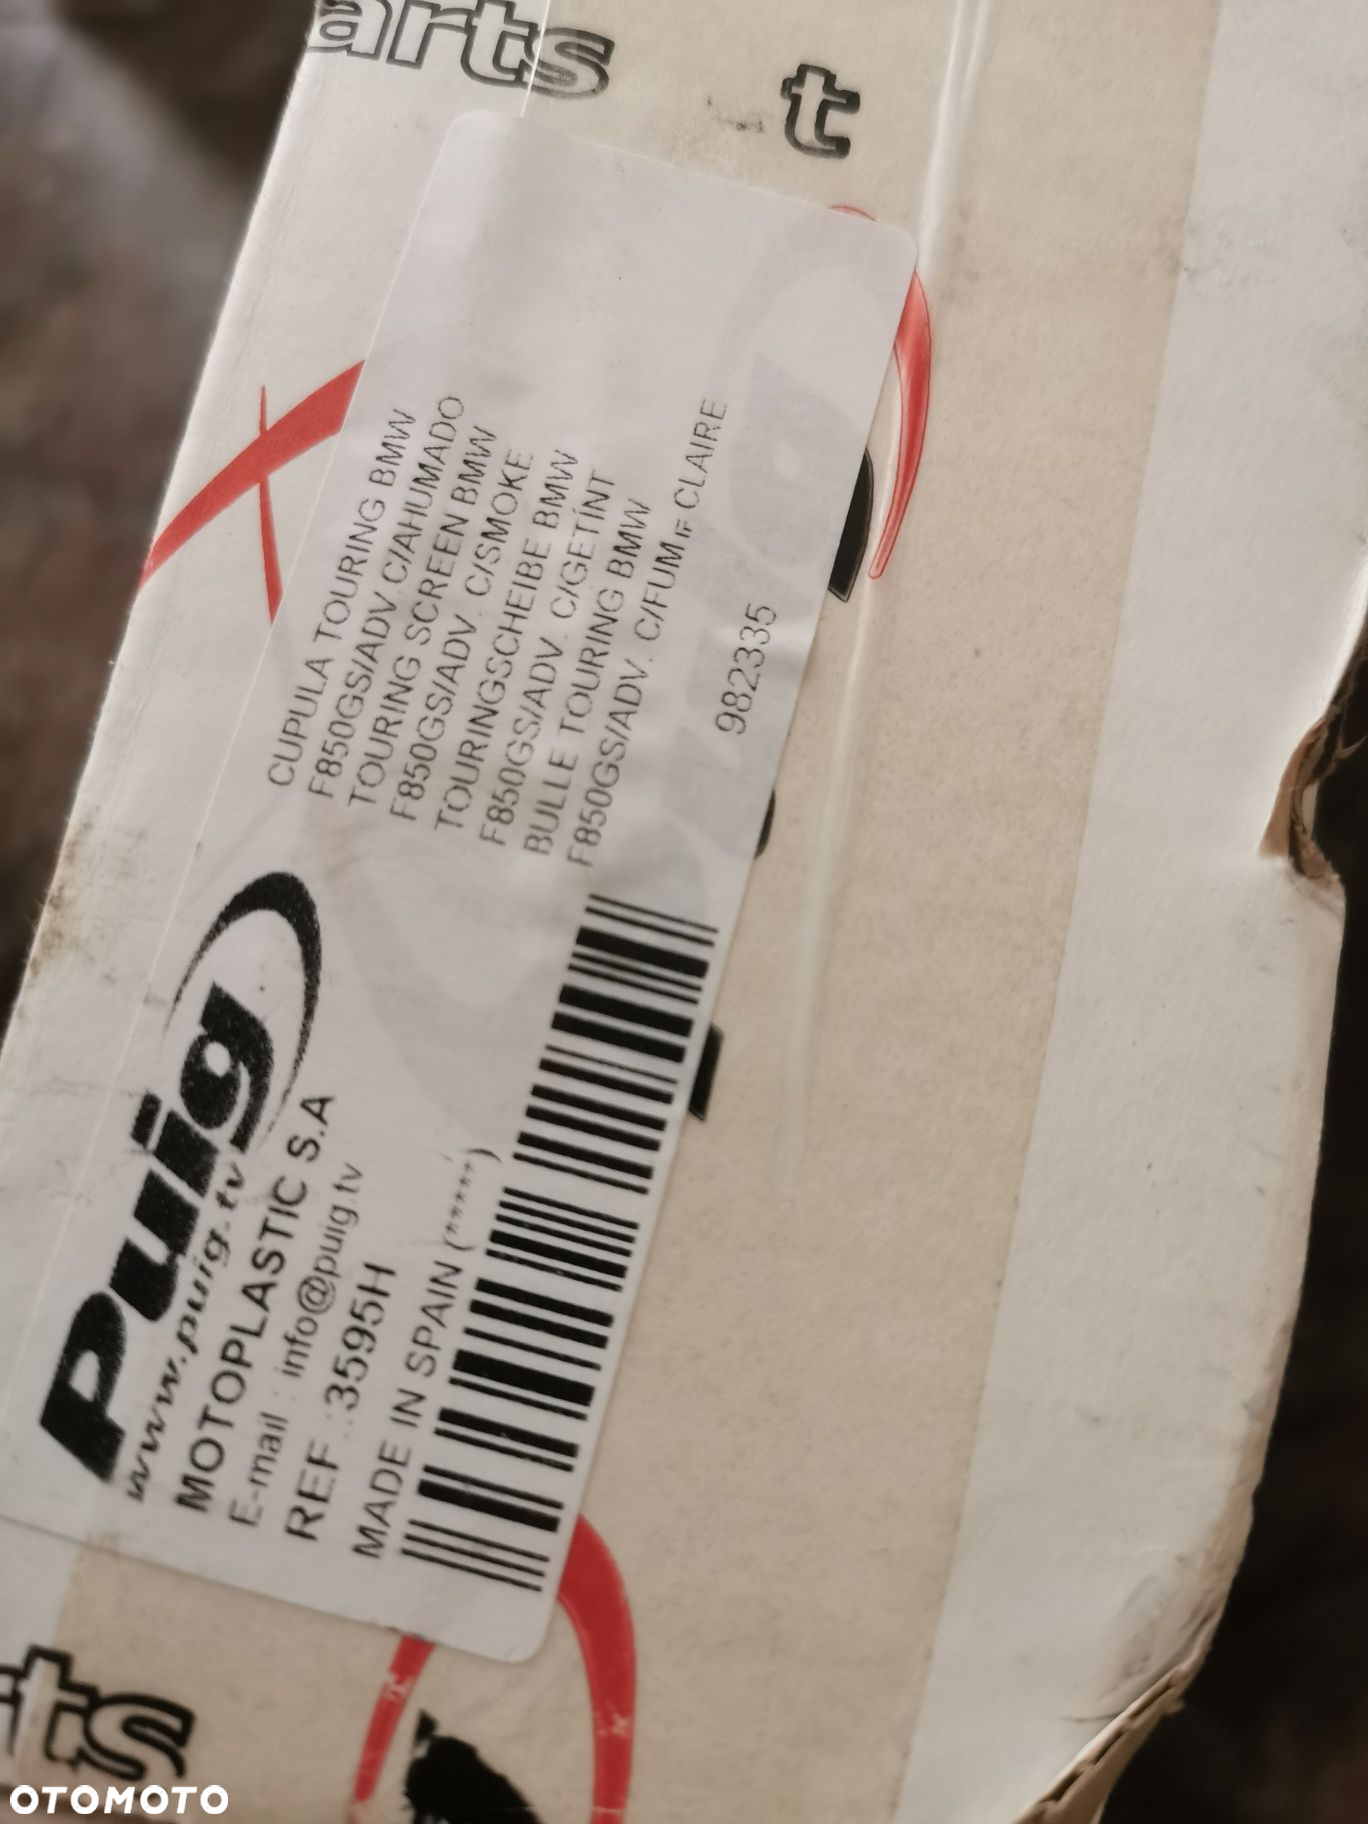 arts t
Puig
www.puig.tv
MOTOPLASTIC S.A
E-mail : info@puig.tv
REF :3595H
MADE IN SPAIN (*****)
CUPULA TOURING BMW
F850GS/ADV.C/AHUMADO
TOURING SCREEN BMW
F850GS/ADV. C/SMOKE
TOURINGSCHEIBE BMW
F850GS/ADV. C/GETÍNT
BULLE TOURING BMW
F850GS/ADV. C/FUMIF CLAIRE
982335
ts
OTOMOTO